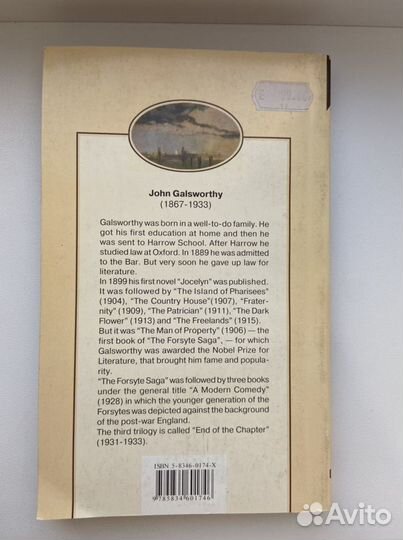 John Galsworthy
(1867-1933)
Galsworthy was born in a well-to-do family. He
got his first education at home and then he
was sent to Harrow School. After Harrow he
studied law at Oxford. In 1889 he was admitted
to the Bar. But very soon he gave up law for
literature.
In 1899 his first novel "Jocelyn" was published.
It was followed by "The Island of Pharisees"
(1904), "The Country House"(1907), "Frater-
nity" (1909), "The Patrician" (1911), "The Dark
Flower" (1913) and "The Freelands" (1915).
But it was "The Man of Property" (1906) — the
first book of "The Forsyte Saga", — for which
Galsworthy was awarded the Nobel Prize for
Literature, that brought him fame and popula-
rity.
"The Forsyte Saga" was followed by three books
under the general title "A Modern Comedy"
(1928) in which the younger generation of the
Forsytes was depicted against the background
of the post-war England.
The third trilogy is called "End of the Chapter"
(1931-1933).
ISBN 5-8346-0174-X
9 785834 601746
Avito